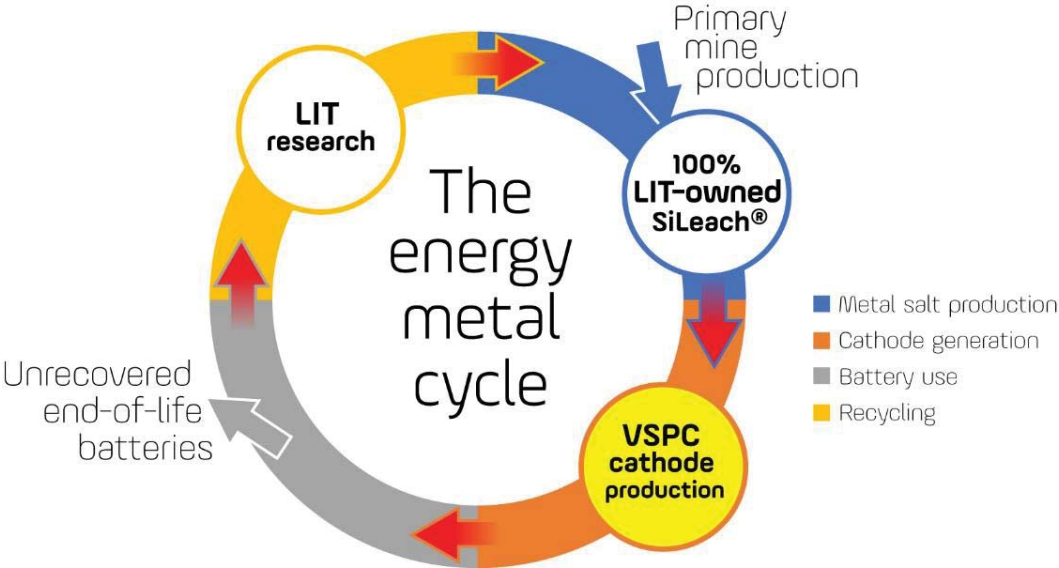 Primary
mine
production
LIT
research
100%
LIT-owned
SiLeach®
The
energy
metal
cycle
Metal salt production
Cathode generation
Battery use
Recycling
Unrecovered
end-of-life
batteries
VSPC
cathode
production